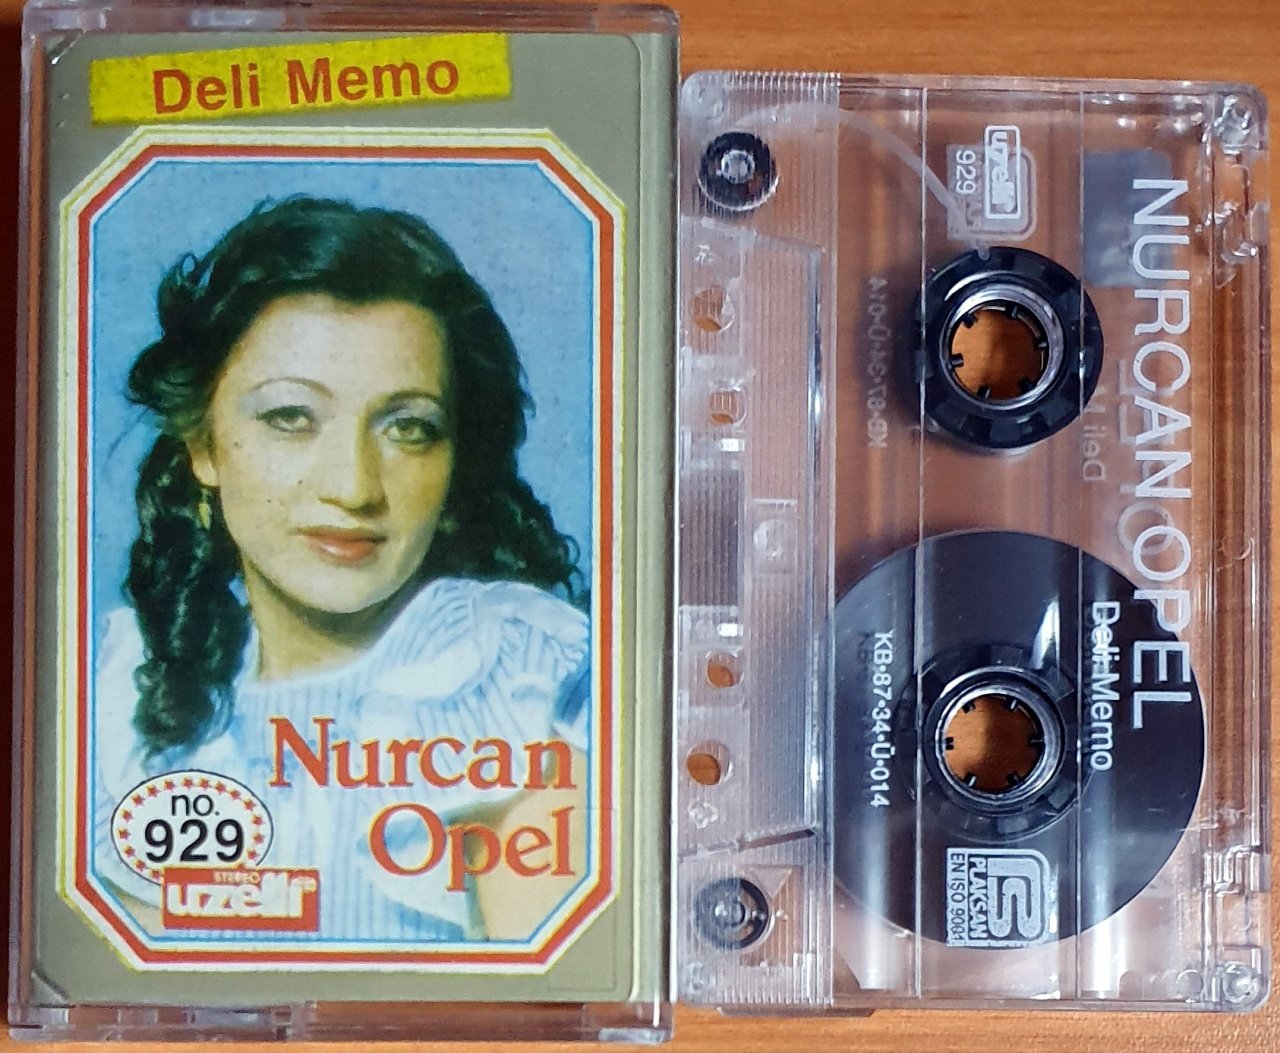 Deli Memo
Nurcan
Opel
no.
929
STEREO
uzelli
uzelli
929
NURCAN OPEL
Deli Memo
KB•87•34•Ü•014
PLAKSAN
EN ISO 9001